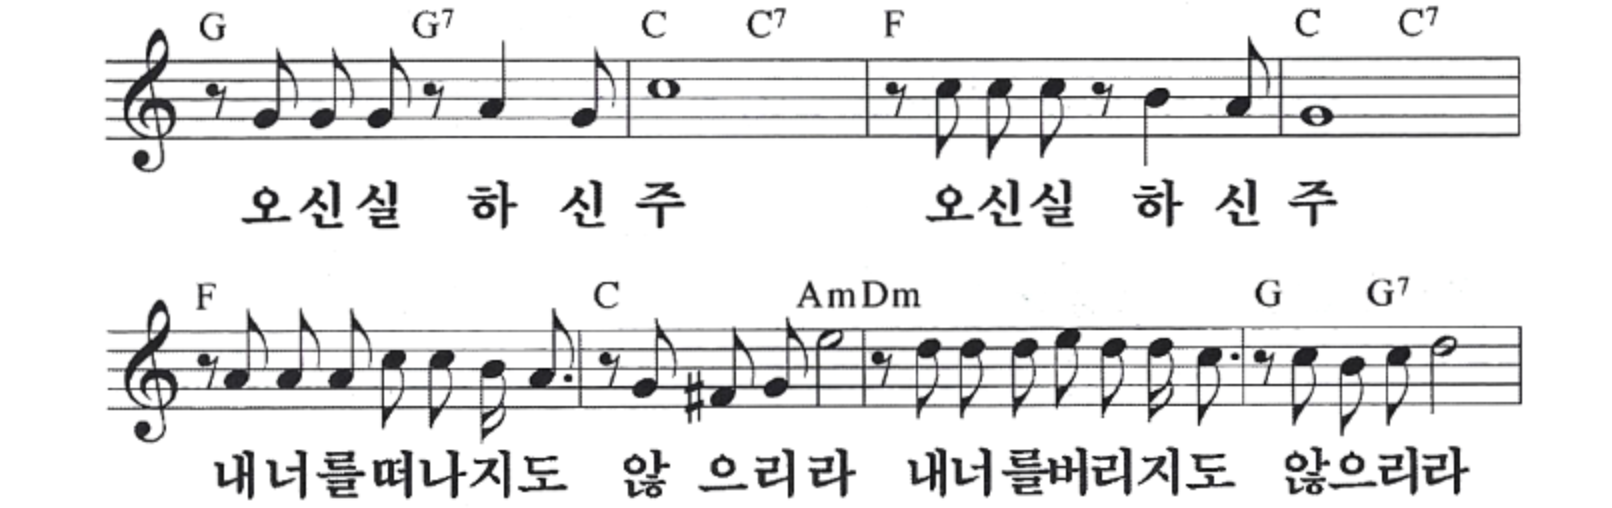 G G7 C C7 F C C7
오신실 하 신 주 오신실 하 신 주
F C Am Dm G G7
내너를떠나지도 않 으리라 내너를버리지도 않으리라